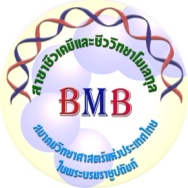 สาขาชีวเคมีและชีววิทยาโมเลกุล
BMB
สมาคมวิทยาศาสตร์แห่งประเทศไทย
ในพระบรมราชูปถัมภ์